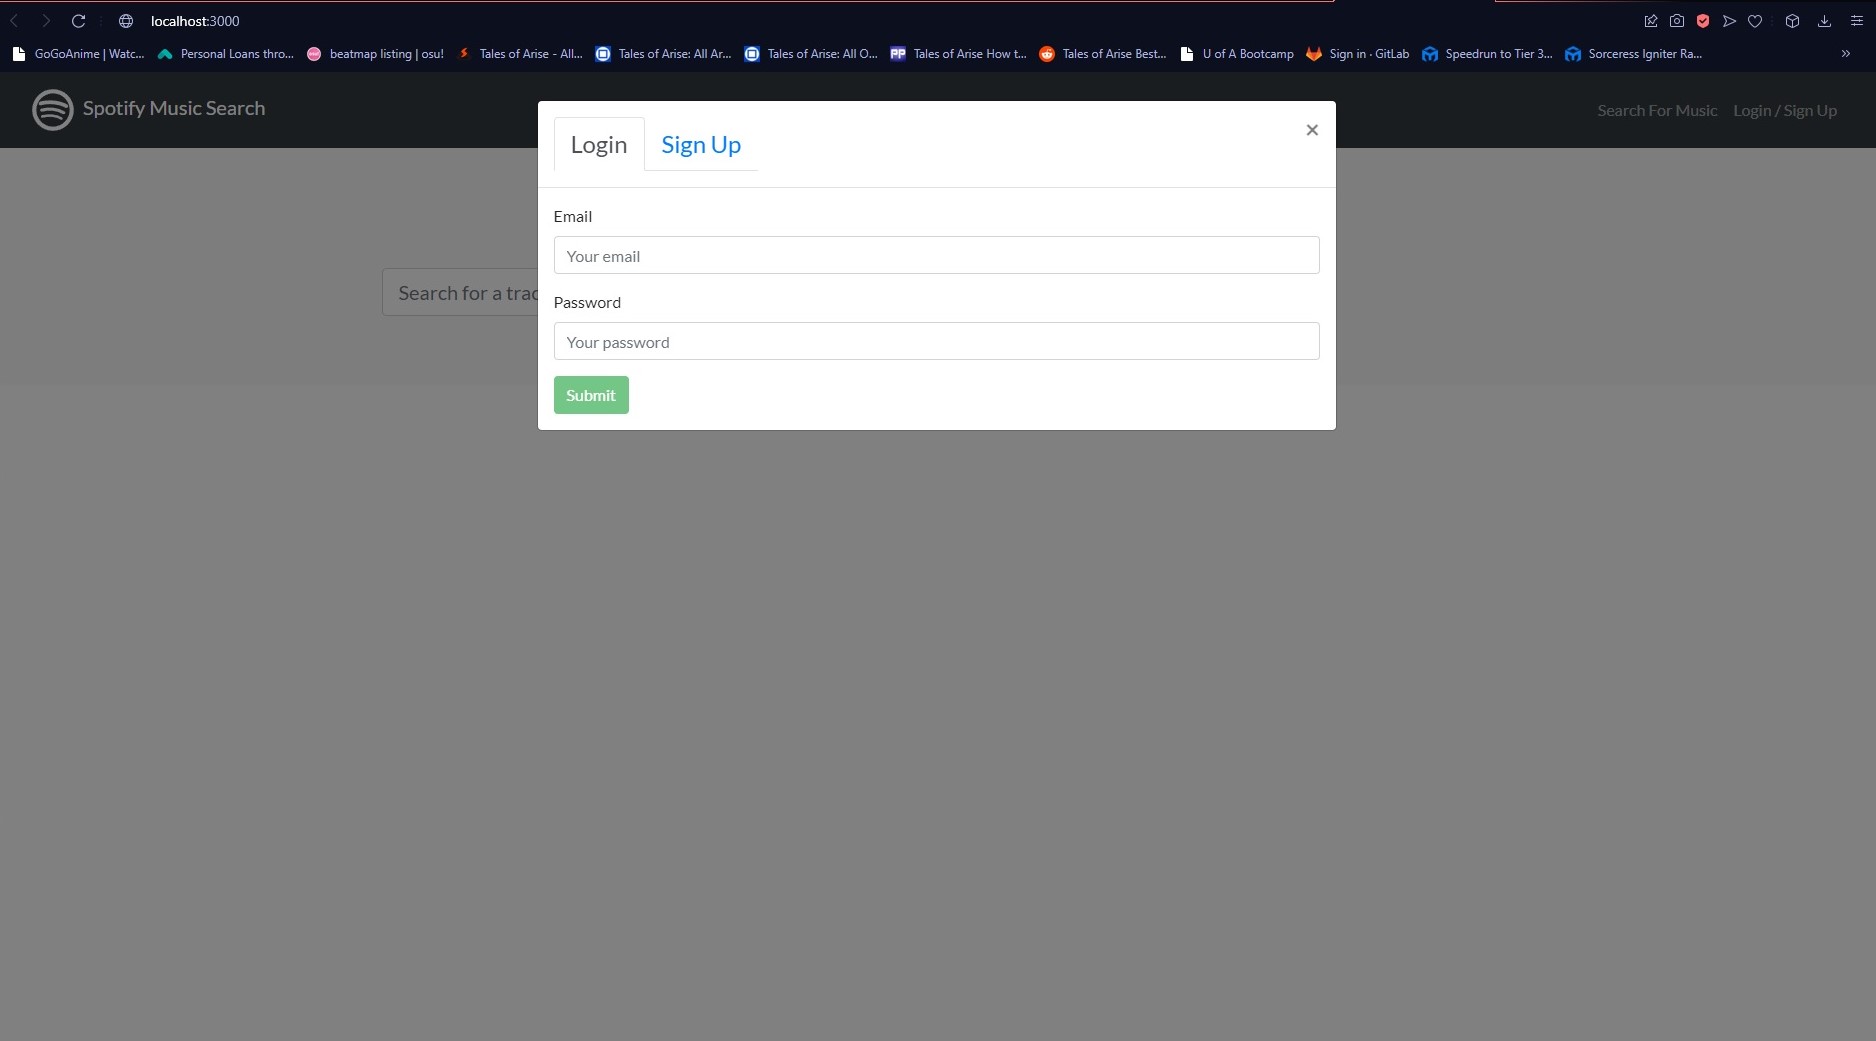 localhost:3000
GoGoAnime | Watc... Personal Loans thro... beatmap listing | osu! Tales of Arise - All... Tales of Arise: All Ar... Tales of Arise: All O... PP Tales of Arise How t... Tales of Arise Best... U of A Bootcamp Sign in · GitLab Speedrun to Tier 3... Sorceress Igniter Ra... »
Spotify Music Search
Search For Music Login / Sign Up
Login Sign Up ×
Email
Your email
Search for a trac
Password
Your password
Submit